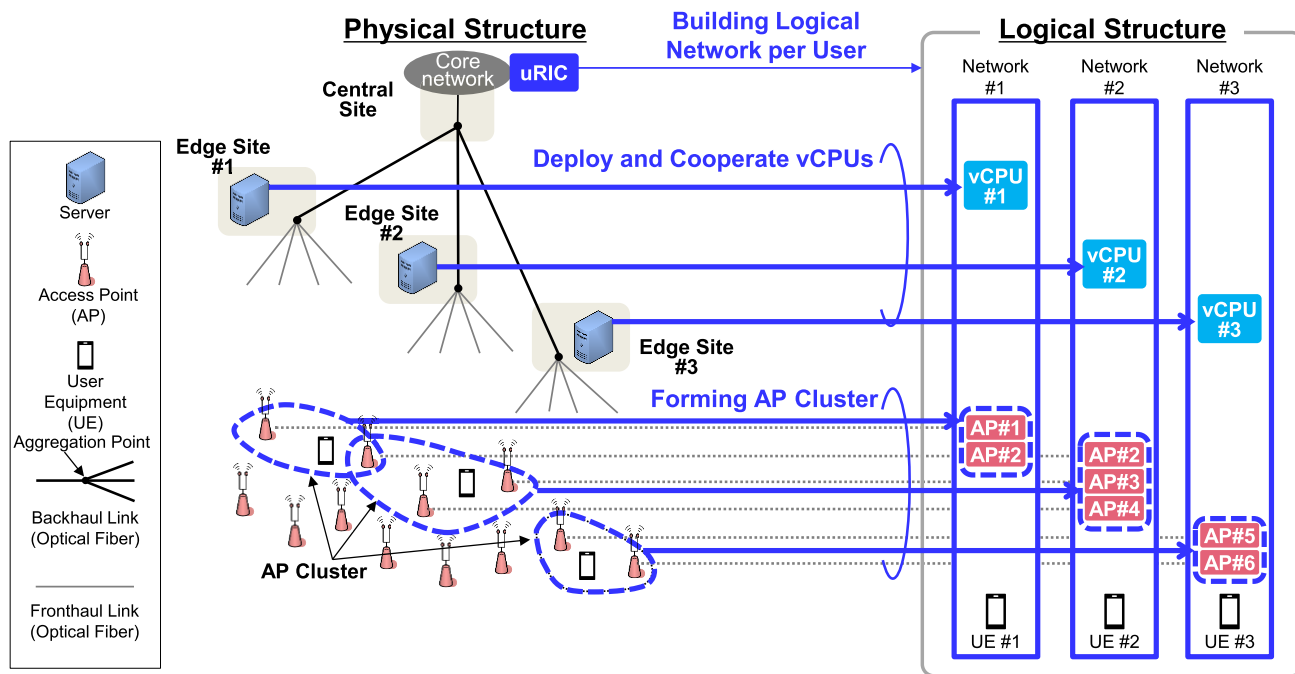 Physical Structure
Building Logical
Network per User
Logical Structure
Core
network
uRIC
Central
Site
Network
#1
Network
#2
Network
#3
Edge Site
#1
Deploy and Cooperate vCPUs
vCPU
#1
Edge Site
#2
vCPU
#2
vCPU
#3
Edge Site
#3
Server
Access Point
(AP)
User
Equipment
(UE)
Aggregation Point
Backhaul Link
(Optical Fiber)
Fronthaul Link
(Optical Fiber)
Forming AP Cluster
AP#1
AP#2
AP#2
AP#3
AP#4
AP#5
AP#6
AP Cluster
UE #1
UE #2
UE #3